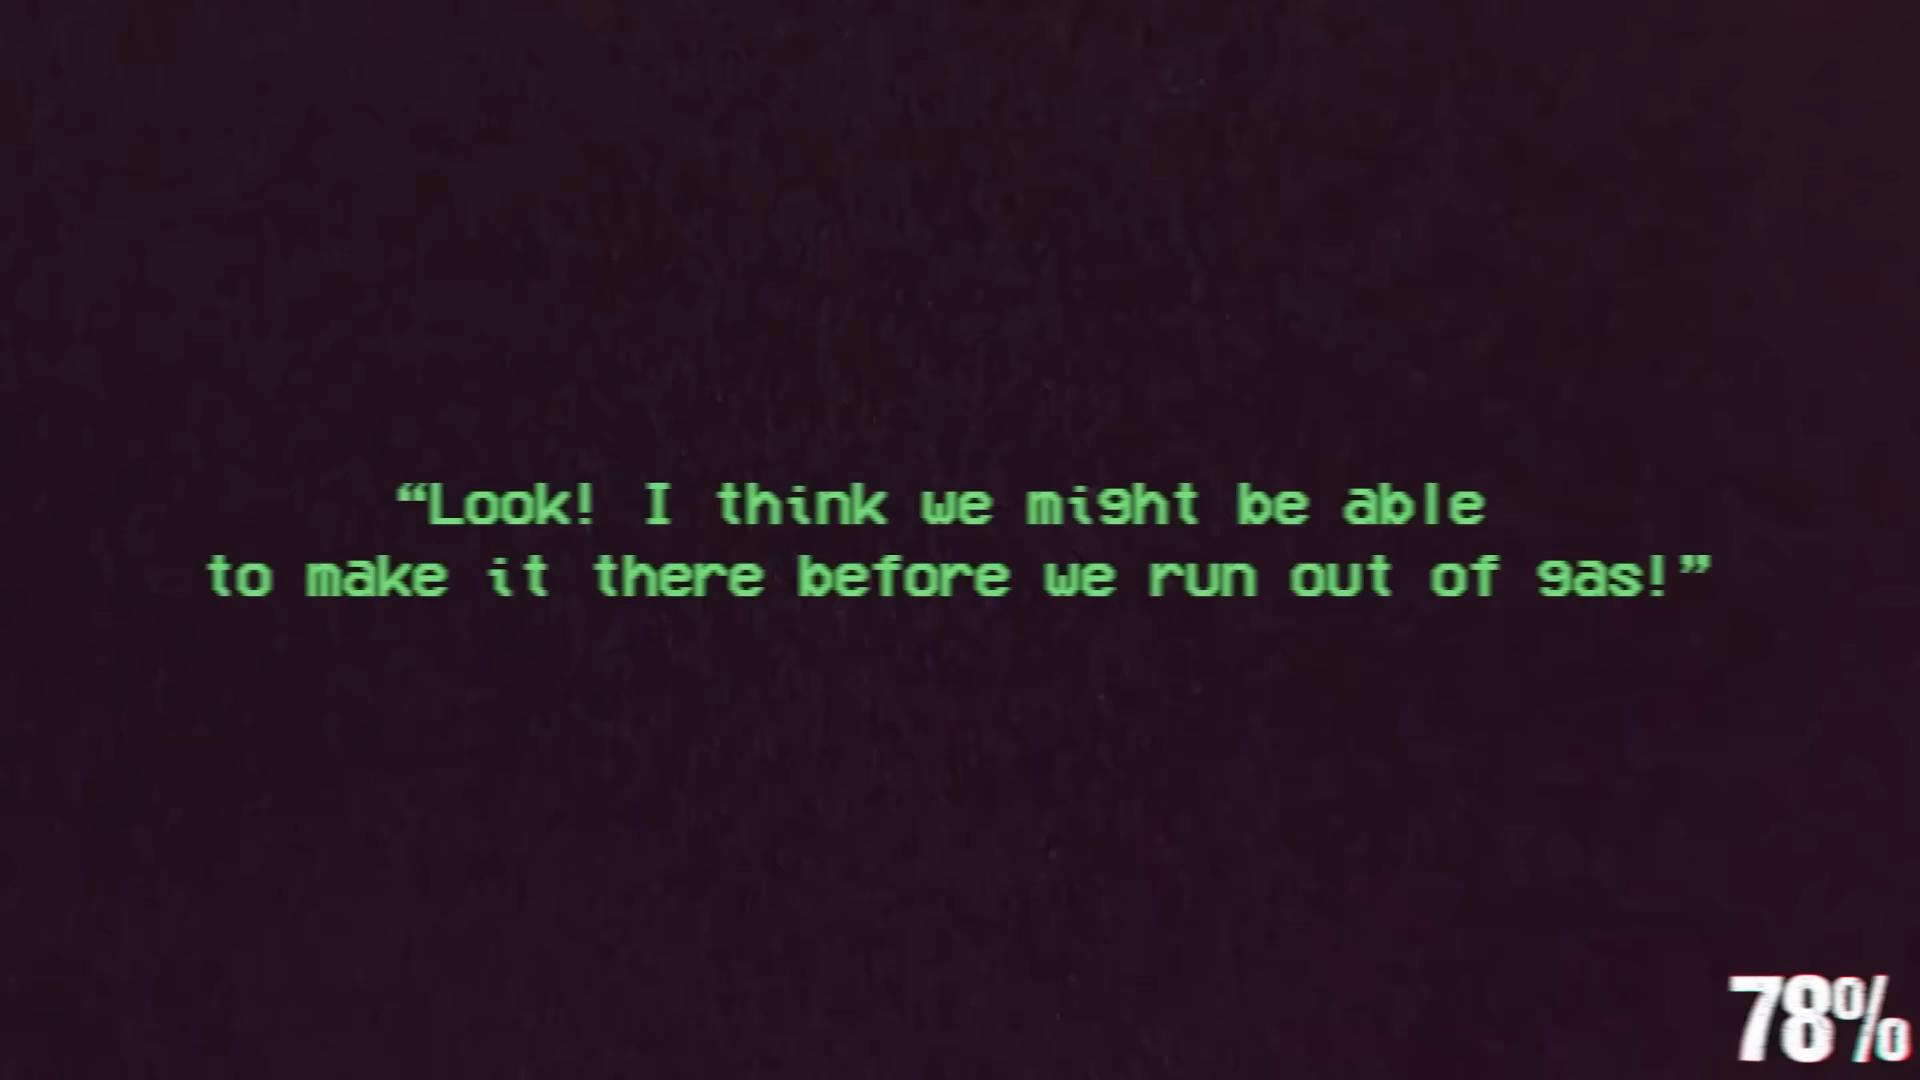 “Look! I think we might be able
to make it there before we run out of gas!”
78%